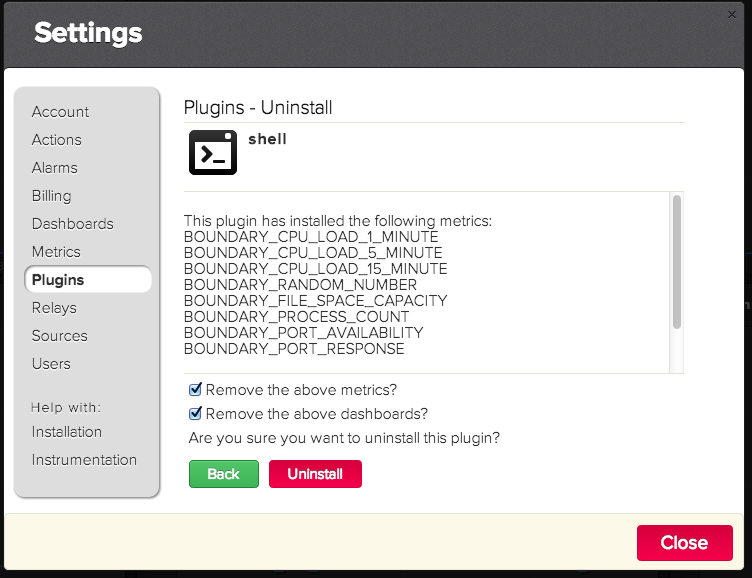 Settings
×
Account
Actions
Alarms
Billing
Dashboards
Metrics
Plugins
Relays
Sources
Users
Help with:
Installation
Instrumentation
Plugins - Uninstall
shell
This plugin has installed the following metrics:
BOUNDARY_CPU_LOAD_1_MINUTE
BOUNDARY_CPU_LOAD_5_MINUTE
BOUNDARY_CPU_LOAD_15_MINUTE
BOUNDARY_RANDOM_NUMBER
BOUNDARY_FILE_SPACE_CAPACITY
BOUNDARY_PROCESS_COUNT
BOUNDARY_PORT_AVAILABILITY
BOUNDARY_PORT_RESPONSE
Remove the above metrics?
Remove the above dashboards?
Are you sure you want to uninstall this plugin?
Back
Uninstall
Close